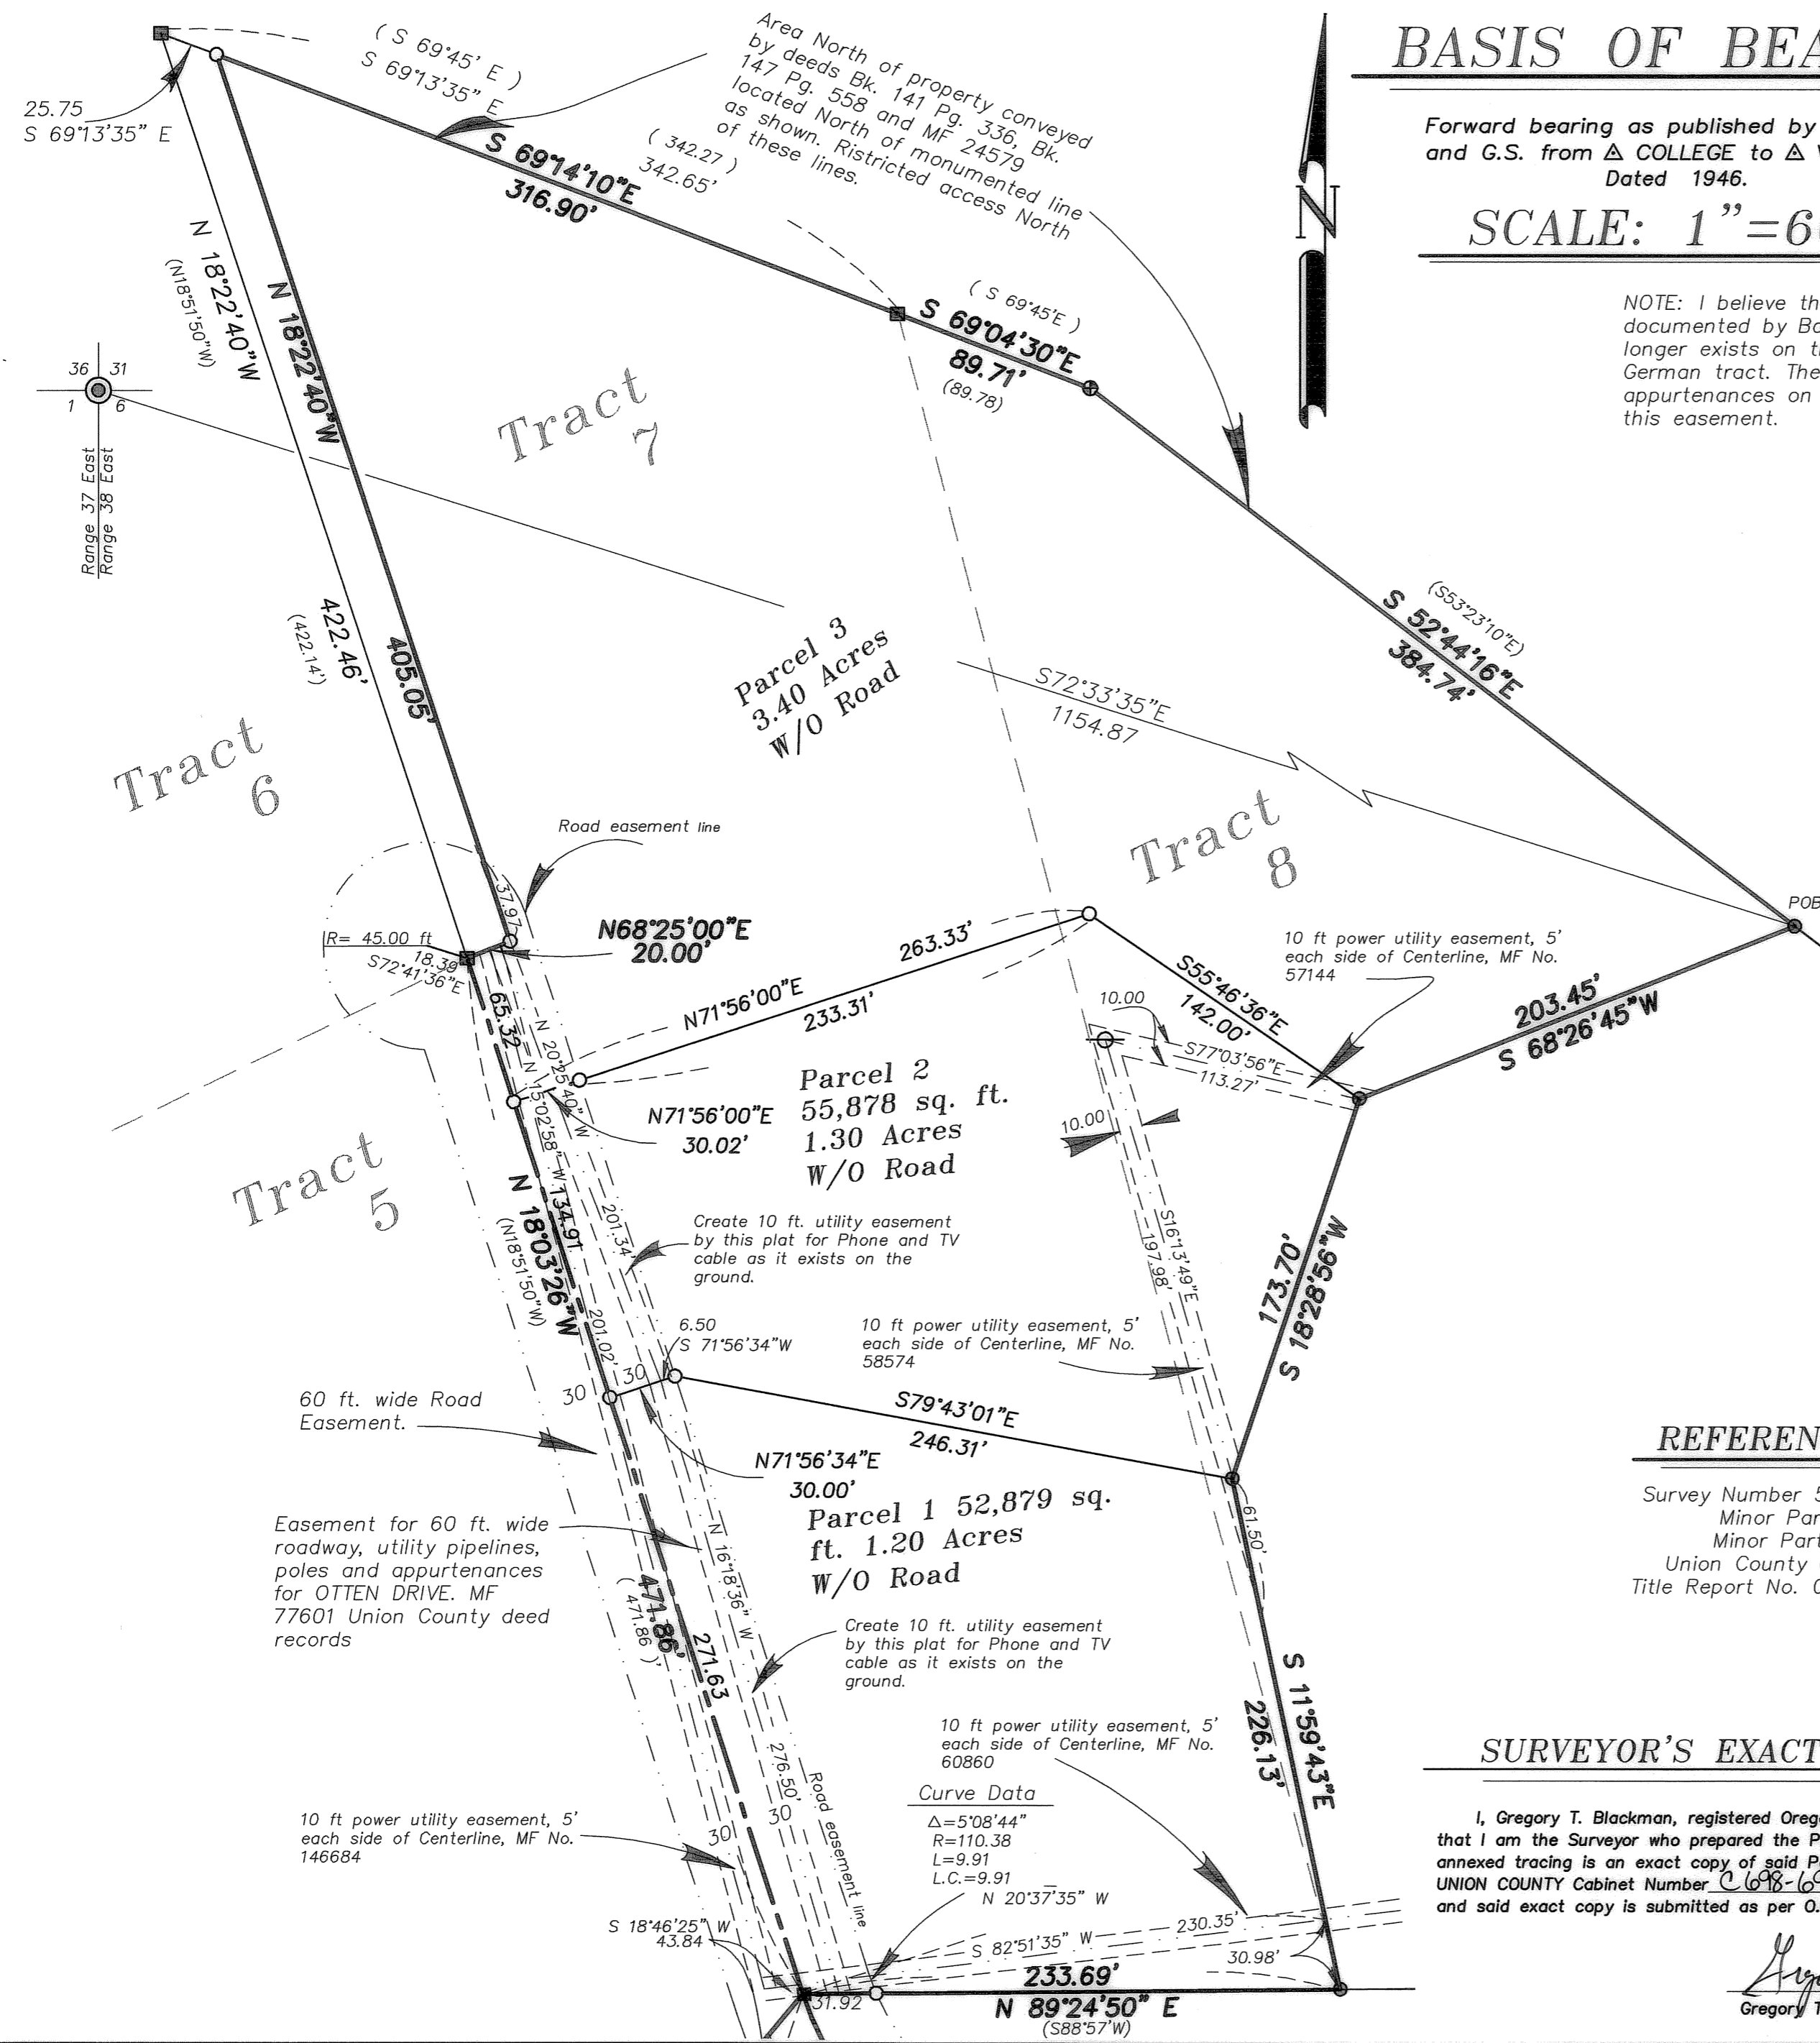 BASIS OF BEA
Forward bearing as published by
and G.S. from △ COLLEGE to △
Dated 1946.
SCALE: 1"=6
NOTE: I believe th
documented by Ba
longer exists on t
German tract. The
appurtenances on
this easement.
Area North of property conveyed
by deeds Bk. 141 Pg. 336, Bk.
147 Pg. 558 and MF 24579
located North of monumented line
as shown. Ristricted access North
of these lines.
( S 69°45' E )
S 69°13'35" E
25.75
S 69°13'35" E
S 69°14'10"E
316.90'
( 342.27 )
342.65'
( S 69°45'E )
S 69°04'30"E
89.71'
(89.78)
N 18°22'40"W
(N18°51'50"W)
N 18°22'40"W
36 31
1 6
Range 37 East
Range 38 East
Tract
7
422.46'
(422.14')
405.05'
Parcel 3
3.40 Acres
W/O Road
(S53°23'10"E)
S 52°44'16"E
384.74'
S72°33'35"E
1154.87
Tract
6
Tract
8
POB
Road easement line
37.97
R= 45.00 ft
18.39
S72°41'36"E
N68°25'00"E
20.00'
263.33'
N71°56'00"E
233.31'
S55°46'36"E
142.00'
10 ft power utility easement, 5'
each side of Centerline, MF No.
57144
203.45'
S 68°26'45"W
65.32
N 20°25'40" W
N 15°02'58" W
10.00
S77°03'56"E
113.27'
10.00
Parcel 2
55,878 sq. ft.
1.30 Acres
W/O Road
N71°56'00"E
30.02'
Tract
5
134.91
N 18°03'26"W
(N18°51'50"W)
201.34'
201.02'
Create 10 ft. utility easement
by this plat for Phone and TV
cable as it exists on the
ground.
S16°13'49"E
197.98'
173.70'
S 18°28'56"W
6.50
S 71°56'34"W
10 ft power utility easement, 5'
each side of Centerline, MF No.
58574
30
30
60 ft. wide Road
Easement.
S79°43'01"E
246.31'
N71°56'34"E
30.00'
Parcel 1 52,879 sq.
ft. 1.20 Acres
W/O Road
61.50'
Easement for 60 ft. wide
roadway, utility pipelines,
poles and appurtenances
for OTTEN DRIVE. MF
77601 Union County deed
records
N 16°18'36" W
471.86'
( 471.86 )'
271.63
Create 10 ft. utility easement
by this plat for Phone and TV
cable as it exists on the
ground.
S 11°59'43"E
226.13'
REFEREN
Survey Number 5
Minor Par
Minor Part
Union County
Title Report No. 0
10 ft power utility easement, 5'
each side of Centerline, MF No.
60860
276.50'
Road easement line
Curve Data
△=5°08'44"
R=110.38
L=9.91
L.C.=9.91
N 20°37'35" W
30
30
10 ft power utility easement, 5'
each side of Centerline, MF No.
146684
S 18°46'25" W
43.84
S 82°51'35" W
230.35'
30.98'
31.92
233.69'
N 89°24'50" E
(S88°57'W)
SURVEYOR'S EXACT
I, Gregory T. Blackman, registered Oreg
that I am the Surveyor who prepared the P
annexed tracing is an exact copy of said P
UNION COUNTY Cabinet Number C698-69
and said exact copy is submitted as per O.
Gregory T
N